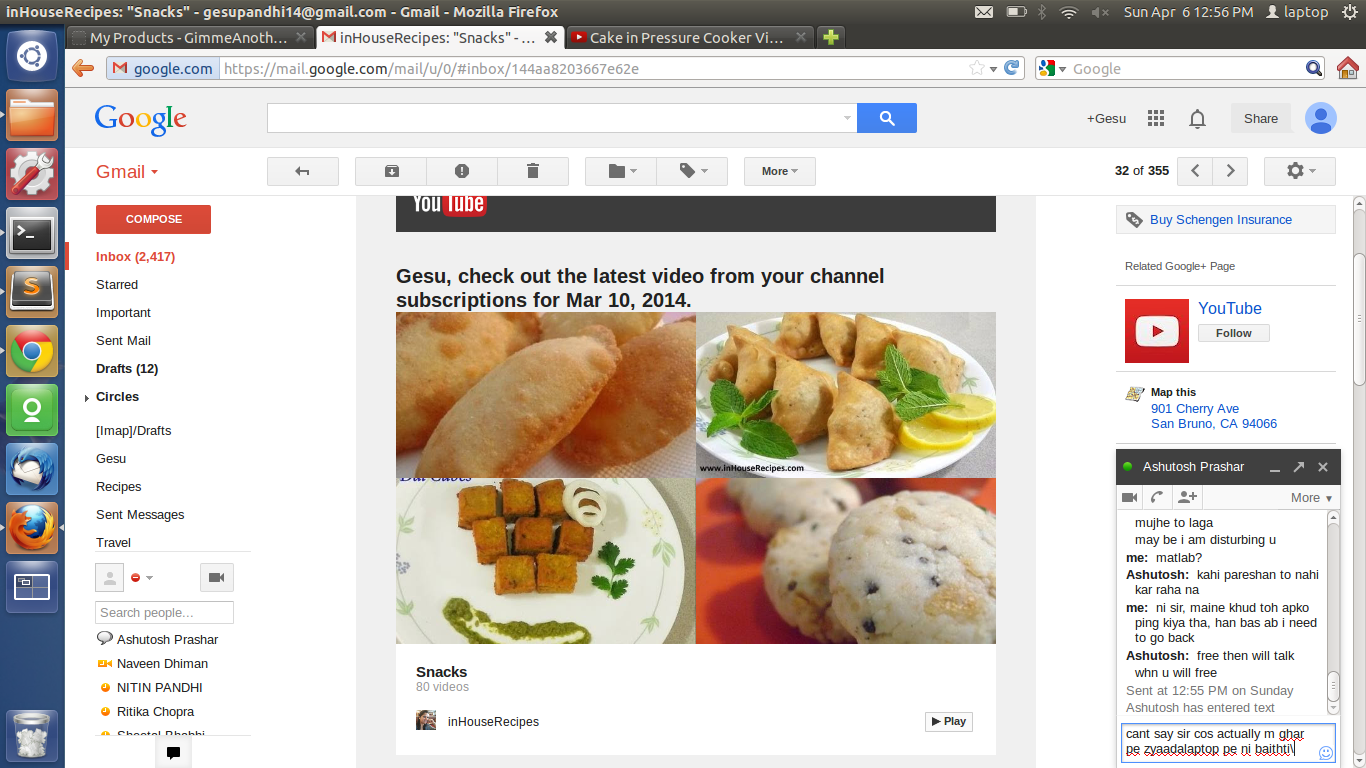 inHouseRecipes: "Snacks" - gesupandhi14@gmail.com - Gmail - Mozilla Firefox
Sun Apr 6 12:56 PM
laptop
My Products - GimmeAnoth...
inHouseRecipes: "Snacks" - ...
Cake in Pressure Cooker Vi...
google.com
https://mail.google.com/mail/u/0/#inbox/144aa8203667e62e
Google
Google
+Gesu
Share
Gmail
More
32 of 355
COMPOSE
Inbox (2,417)
Starred
Important
Sent Mail
Drafts (12)
Circles
[Imap]/Drafts
Gesu
Recipes
Sent Messages
Travel
Search people...
Ashutosh Prashar
Naveen Dhiman
NITIN PANDHI
Ritika Chopra
You Tube
Gesu, check out the latest video from your channel
subscriptions for Mar 10, 2014.
www.inHouseRecipes.com
Snacks
80 videos
inHouseRecipes
Play
Buy Schengen Insurance
Related Google+ Page
YouTube
Follow
Map this
901 Cherry Ave
San Bruno, CA 94066
Ashutosh Prashar
More
mujhe to laga
may be i am disturbing u
me: matlab?
Ashutosh: kahi pareshan to nahi
kar raha na
me: ni sir, maine khud toh apko
ping kiya tha, han bas ab i need
to go back
Ashutosh: free then will talk
whn u will free
Sent at 12:55 PM on Sunday
Ashutosh has entered text
cant say sir cos actually m ghar
pe zyaadalaptop pe ni baithti\